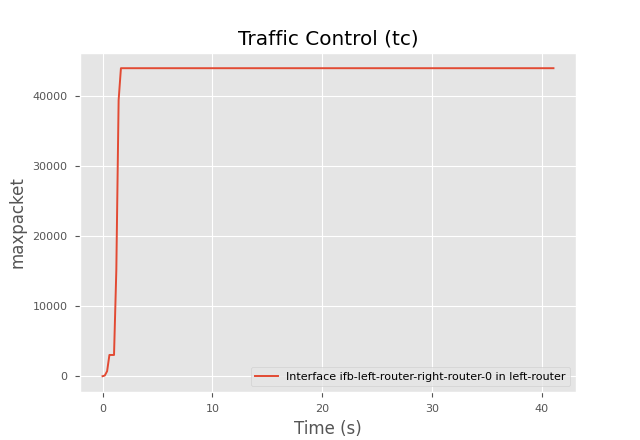 Traffic Control (tc)
maxpacket
40000
30000
20000
10000
0
0
10
20
30
40
Interface ifb-left-router-right-router-0 in left-router
Time (s)